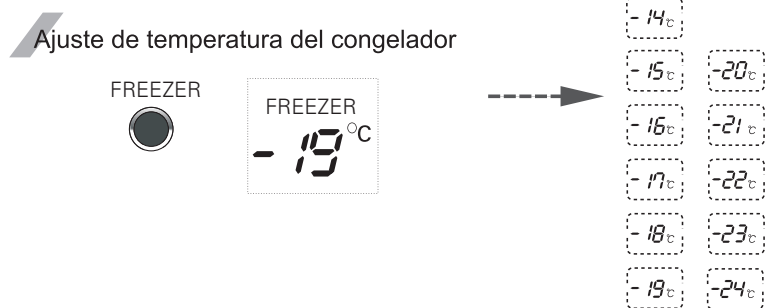 Ajuste de temperatura del congelador
FREEZER
FREEZER
-19°C
-14℃
-15℃
-16℃
-17℃
-18℃
-19℃
-20℃
-21℃
-22℃
-23℃
-24℃